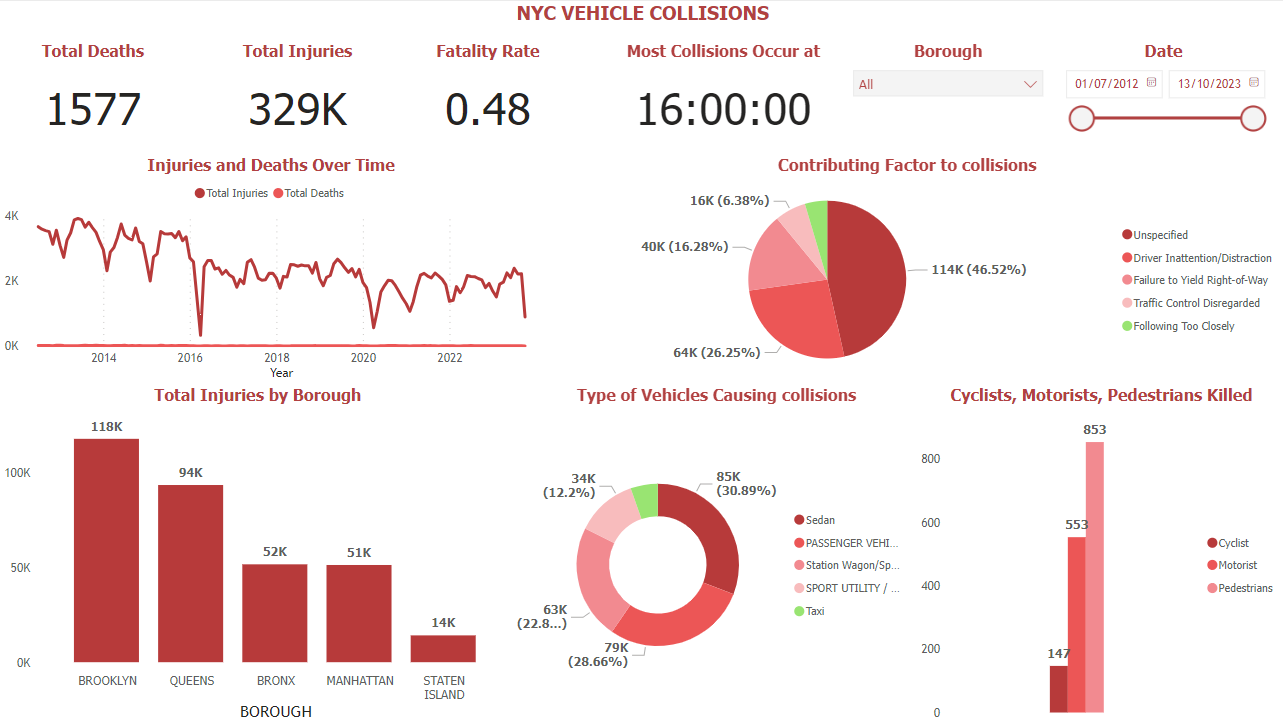 NYC VEHICLE COLLISIONS
Total Deaths
1577
Total Injuries
329K
Fatality Rate
0.48
Most Collisions Occur at
16:00:00
Borough
All
Date
01/07/2012
13/10/2023
Injuries and Deaths Over Time
Total Injuries
Total Deaths
4K
2K
0K
2014
2016
2018
2020
2022
Year
Contributing Factor to collisions
16K (6.38%)
40K (16.28%)
64K (26.25%)
114K (46.52%)
Unspecified
Driver Inattention/Distraction
Failure to Yield Right-of-Way
Traffic Control Disregarded
Following Too Closely
Total Injuries by Borough
100K
50K
0K
118K
94K
52K
51K
14K
BROOKLYN
QUEENS
BRONX
MANHATTAN
STATEN
ISLAND
BOROUGH
Type of Vehicles Causing collisions
34K
(12.2%)
85K
(30.89%)
63K
(22.8...)
79K
(28.66%)
Sedan
PASSENGER VEHI...
Station Wagon/Sp...
SPORT UTILITY / ...
Taxi
Cyclists, Motorists, Pedestrians Killed
800
600
400
200
0
147
553
853
Cyclist
Motorist
Pedestrians